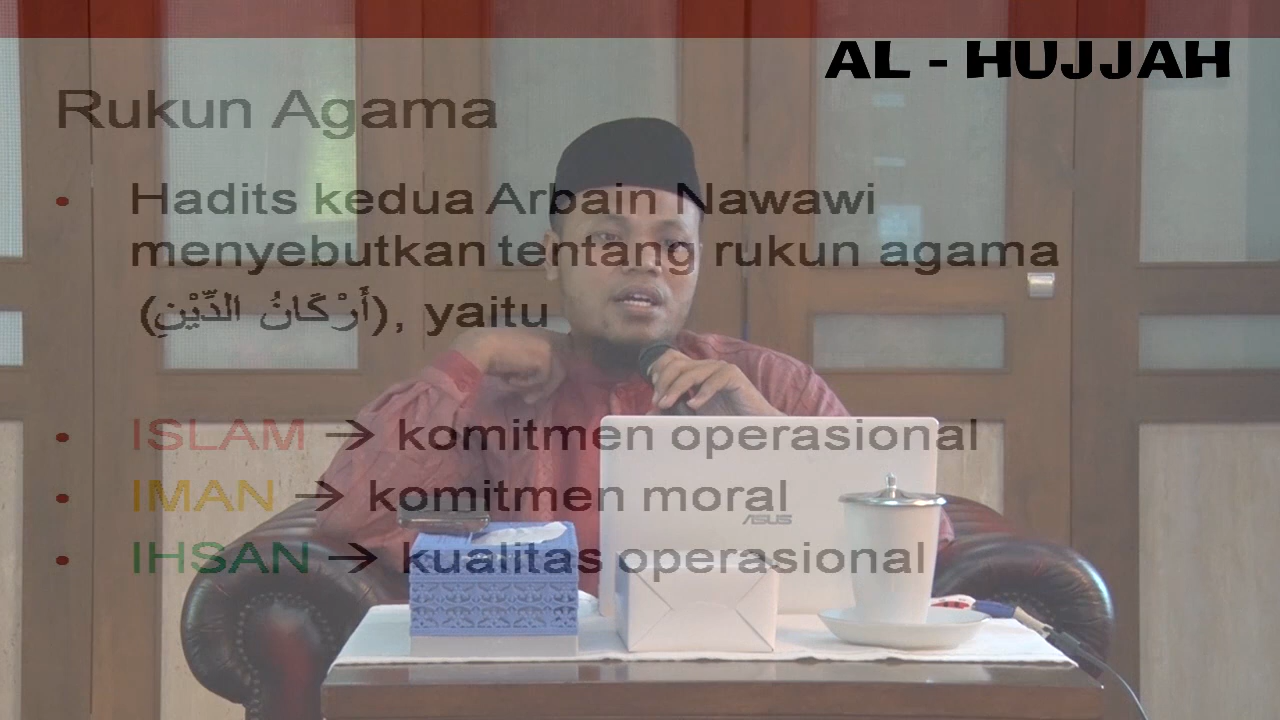 AL - HUJJAH
Rukun Agama
• Hadits kedua Arbain Nawawi
menyebutkan tentang rukun agama
(أَرْكَانُ الدِّيْنِ), yaitu
• ISLAM → komitmen operasional
• IMAN → komitmen moral
• IHSAN → kualitas operasional
ASUS